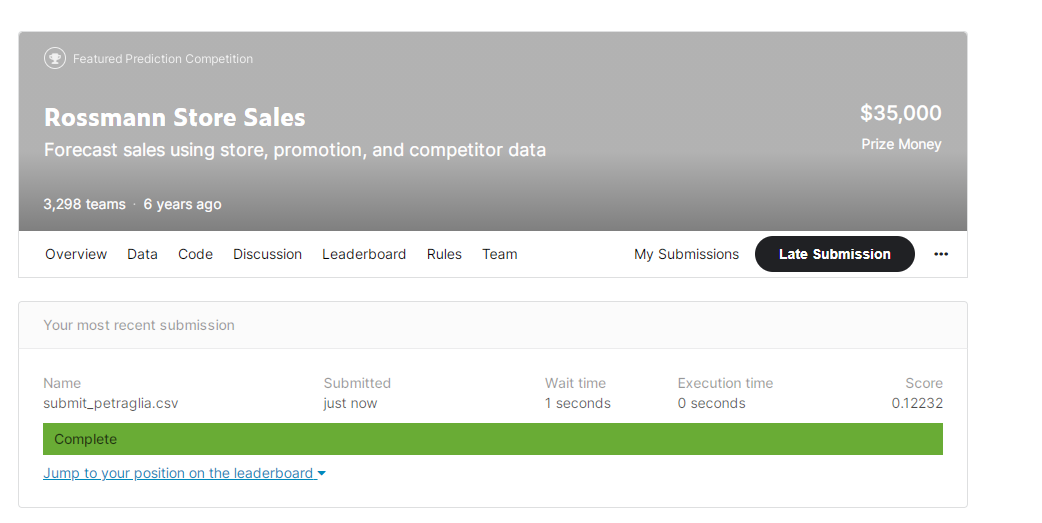 Featured Prediction Competition
Rossmann Store Sales
$35,000
Forecast sales using store, promotion, and competitor data
Prize Money
3,298 teams · 6 years ago
Overview Data Code Discussion Leaderboard Rules Team My Submissions Late Submission •••
Your most recent submission
Name Submitted Wait time Execution time Score
submit_petraglia.csv just now 1 seconds 0 seconds 0.12232
Complete
Jump to your position on the leaderboard